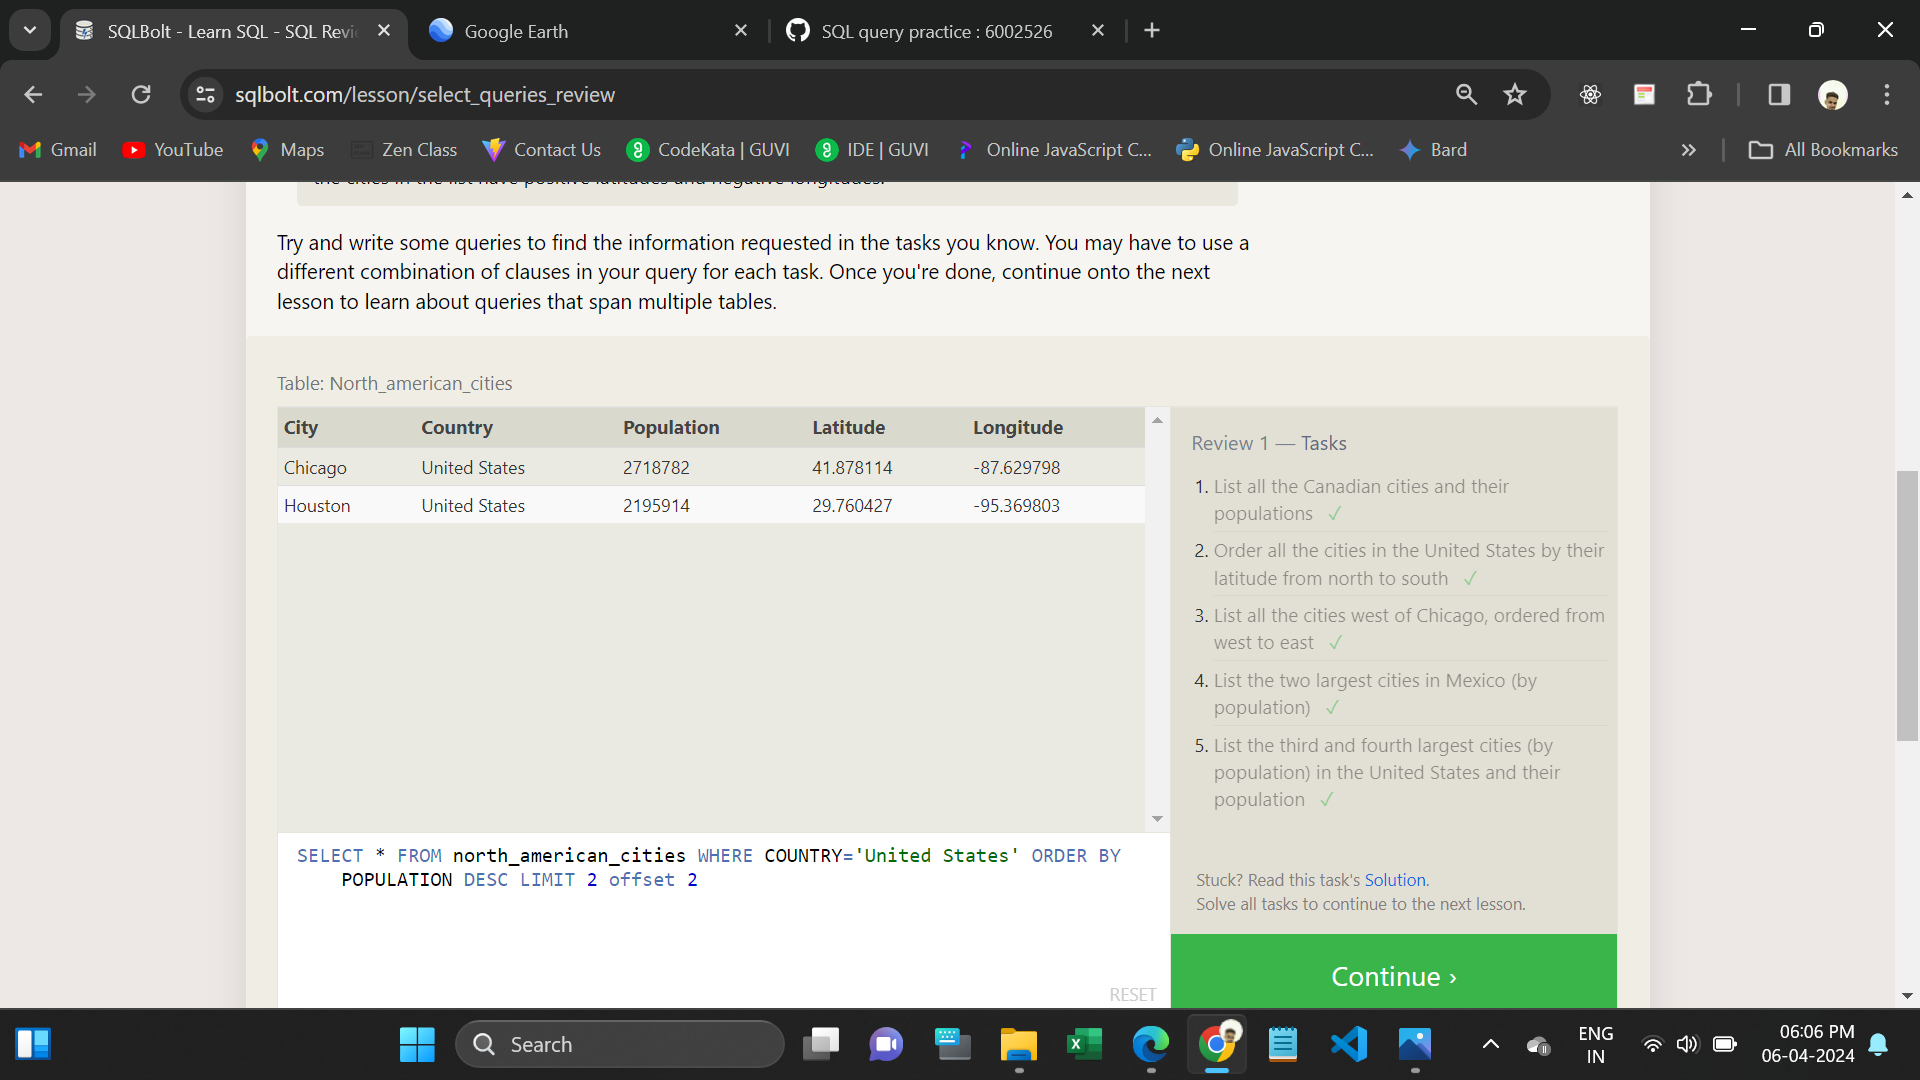 SQLBolt - Learn SQL - SQL Revi
Google Earth
SQL query practice : 6002526
sqlbolt.com/lesson/select_queries_review
Gmail
YouTube
Maps
Zen Class
Contact Us
CodeKata | GUVI
IDE | GUVI
Online JavaScript C...
Online JavaScript C...
Bard
All Bookmarks
the cities in the list have positive latitudes and negative longitudes.
Try and write some queries to find the information requested in the tasks you know. You may have to use a
different combination of clauses in your query for each task. Once you're done, continue onto the next
lesson to learn about queries that span multiple tables.
Table: North_american_cities
City Country Population Latitude Longitude
Chicago United States 2718782 41.878114 -87.629798
Houston United States 2195914 29.760427 -95.369803
SELECT * FROM north_american_cities WHERE COUNTRY='United States' ORDER BY
POPULATION DESC LIMIT 2 offset 2
RESET
Review 1 — Tasks
1. List all the Canadian cities and their
populations ✓
2. Order all the cities in the United States by their
latitude from north to south ✓
3. List all the cities west of Chicago, ordered from
west to east ✓
4. List the two largest cities in Mexico (by
population) ✓
5. List the third and fourth largest cities (by
population) in the United States and their
population ✓
Stuck? Read this task's Solution.
Solve all tasks to continue to the next lesson.
Continue ›
Search
ENG
IN
06:06 PM
06-04-2024